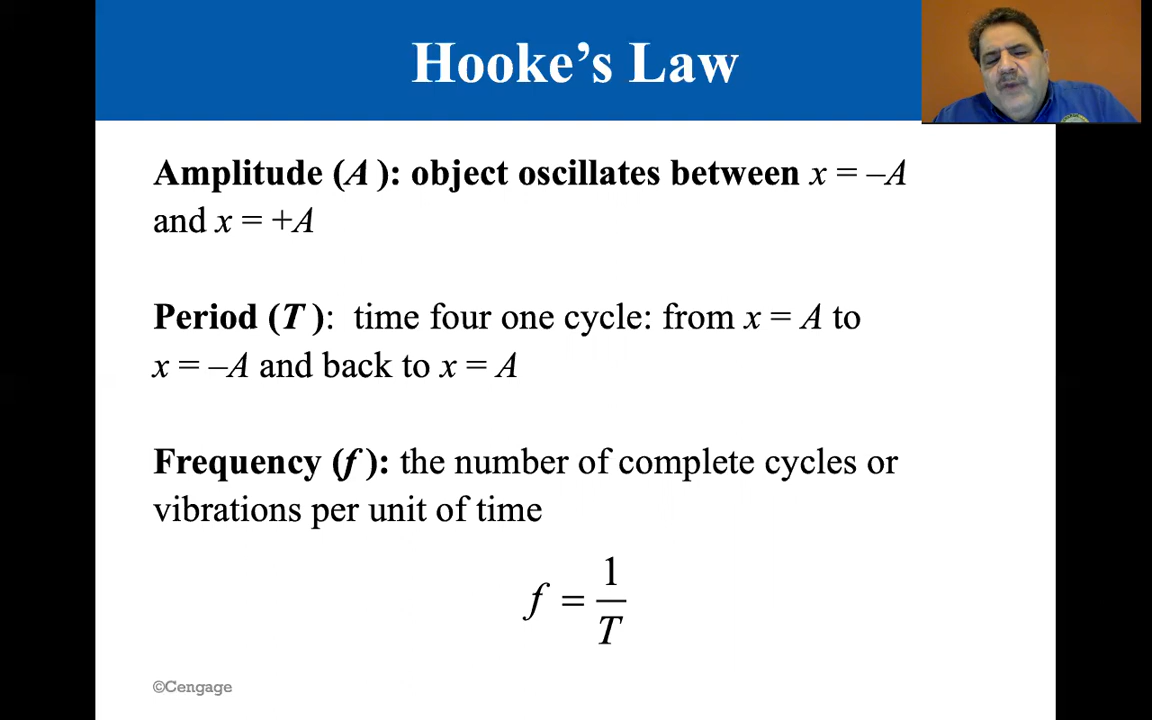 Hooke’s Law
Amplitude (A ): object oscillates between x = –A
and x = +A
Period (T ):  time four one cycle: from x = A to
x = –A and back to x = A
Frequency (f ): the number of complete cycles or
vibrations per unit of time
f = 1/T
©Cengage